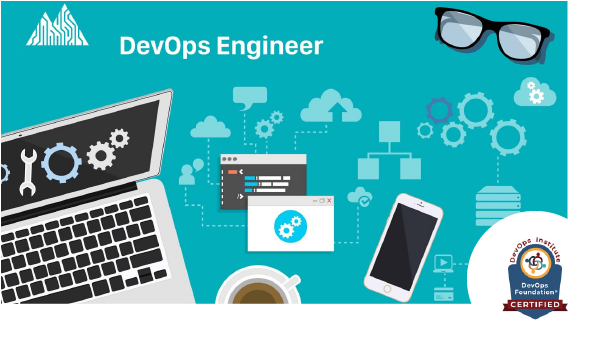 DevOps Engineer
DevOps Institute
DevOps
Foundation®
CERTIFIED